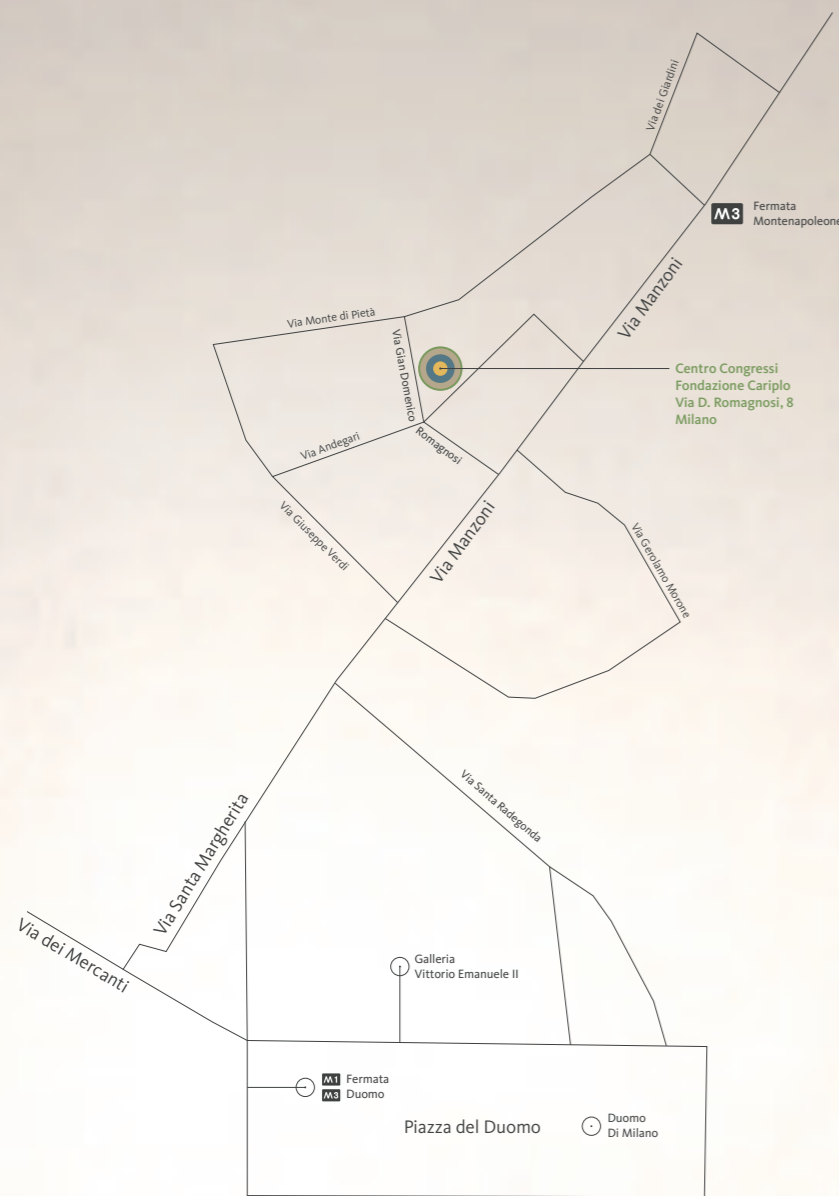 Via dei Giardini
M3
Fermata
Montenapoleone
Via Manzoni
Via Monte di Pietà
Via Gian Domenico
Romagnosi
Centro Congressi
Fondazione Cariplo
Via D. Romagnosi, 8
Milano
Via Andegari
Via Giuseppe Verdi
Via Manzoni
Via Gerolamo Morone
Via Santa Radegonda
Via Santa Margherita
Via dei Mercanti
Galleria
Vittorio Emanuele II
M1 Fermata
M3 Duomo
Piazza del Duomo
Duomo
Di Milano